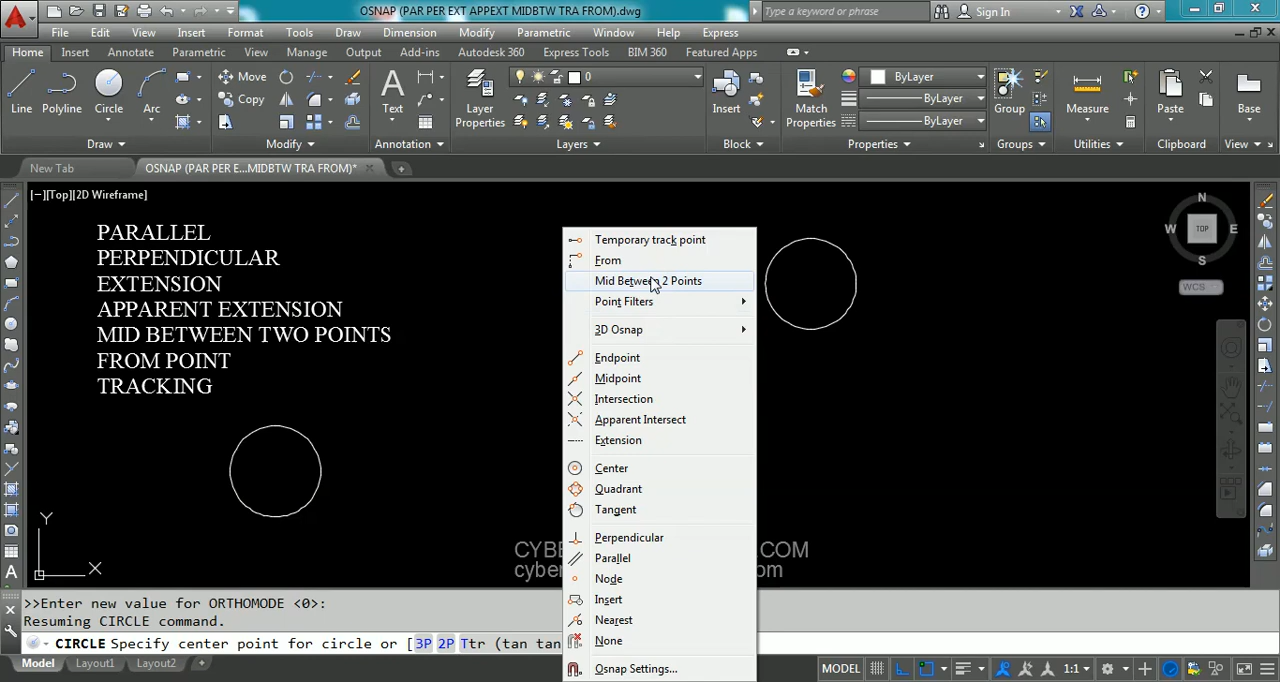 OSNAP (PAR PER EXT APPEXT MIDBTW TRA FROM).dwg
Type a keyword or phrase
Sign In
File Edit View Insert Format Tools Draw Dimension Modify Parametric Window Help Express
Home Insert Annotate Parametric View Manage Output Add-ins Autodesk 360 Express Tools BIM 360 Featured Apps
Line Polyline Circle Arc
Move
Copy
Text
Layer Properties
0
Insert
Match Properties
ByLayer
ByLayer
ByLayer
Group
Measure
Paste
Base
Draw Modify Annotation Layers Block Properties Groups Utilities Clipboard View
New Tab OSNAP (PAR PER E...MIDBTW TRA FROM)*
[−][Top][2D Wireframe]
PARALLEL
PERPENDICULAR
EXTENSION
APPARENT EXTENSION
MID BETWEEN TWO POINTS
FROM POINT
TRACKING
Y
X
Temporary track point
From
Mid Between 2 Points
Point Filters
3D Osnap
Endpoint
Midpoint
Intersection
Apparent Intersect
Extension
Center
Quadrant
Tangent
Perpendicular
Parallel
Node
Insert
Nearest
None
Osnap Settings...
N
W TOP E
S
WCS
>>Enter new value for ORTHOMODE <0>:
Resuming CIRCLE command.
CIRCLE Specify center point for circle or [3P 2P Ttr (tan tan
Model Layout1 Layout2 +
MODEL 1:1